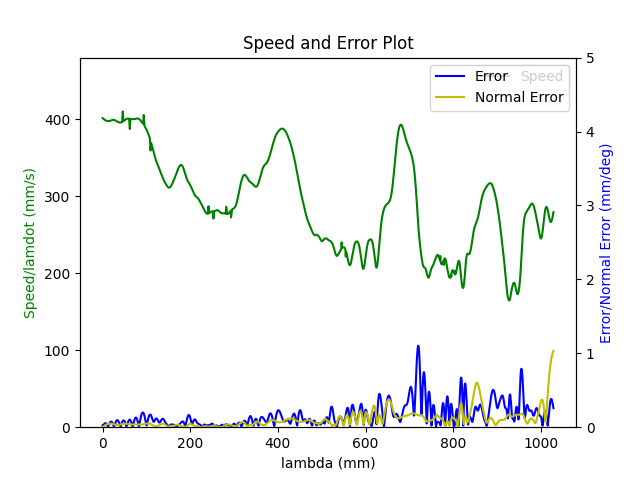 Speed and Error Plot
Speed
Error
Normal Error
Speed/lamdot (mm/s)
400
300
200
100
0
5
4
3
2
1
0
Error/Normal Error (mm/deg)
0 200 400 600 800 1000
lambda (mm)